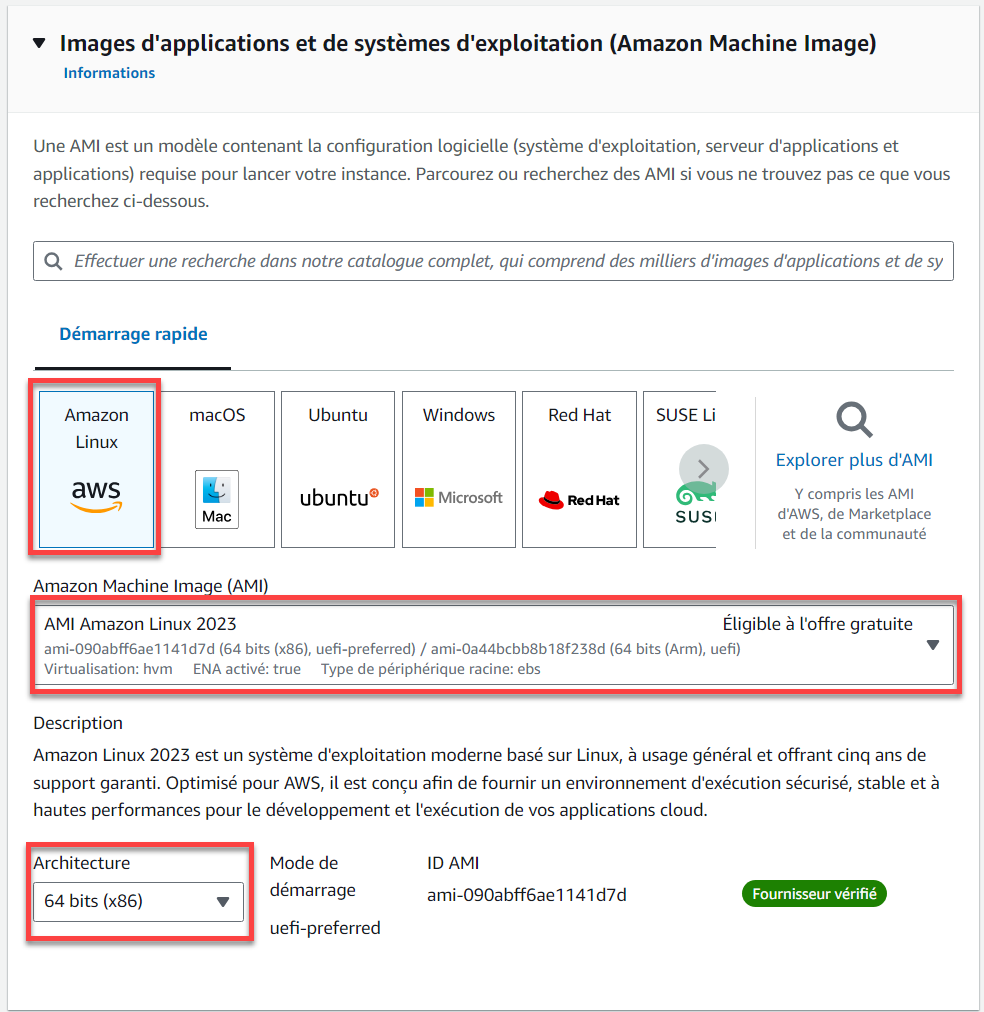 Images d'applications et de systèmes d'exploitation (Amazon Machine Image)
Informations
Une AMI est un modèle contenant la configuration logicielle (système d'exploitation, serveur d'applications et
applications) requise pour lancer votre instance. Parcourez ou recherchez des AMI si vous ne trouvez pas ce que vous
recherchez ci-dessous.
Effectuer une recherche dans notre catalogue complet, qui comprend des milliers d'images d'applications et de sy
Démarrage rapide
Amazon
Linux
aws
macOS
Mac
Ubuntu
ubuntu
Windows
Microsoft
Red Hat
Red Hat
SUSE Li
SUSE
Explorer plus d'AMI
Y compris les AMI
d'AWS, de Marketplace
et de la communauté
Amazon Machine Image (AMI)
AMI Amazon Linux 2023
Éligible à l'offre gratuite
ami-090abff6ae1141d7d (64 bits (x86), uefi-preferred) / ami-0a44bcbb8b18f238d (64 bits (Arm), uefi)
Virtualisation: hvm ENA activé: true Type de périphérique racine: ebs
Description
Amazon Linux 2023 est un système d'exploitation moderne basé sur Linux, à usage général et offrant cinq ans de
support garanti. Optimisé pour AWS, il est conçu afin de fournir un environnement d'exécution sécurisé, stable et à
hautes performances pour le développement et l'exécution de vos applications cloud.
Architecture
64 bits (x86)
Mode de
démarrage
uefi-preferred
ID AMI
ami-090abff6ae1141d7d
Fournisseur vérifié